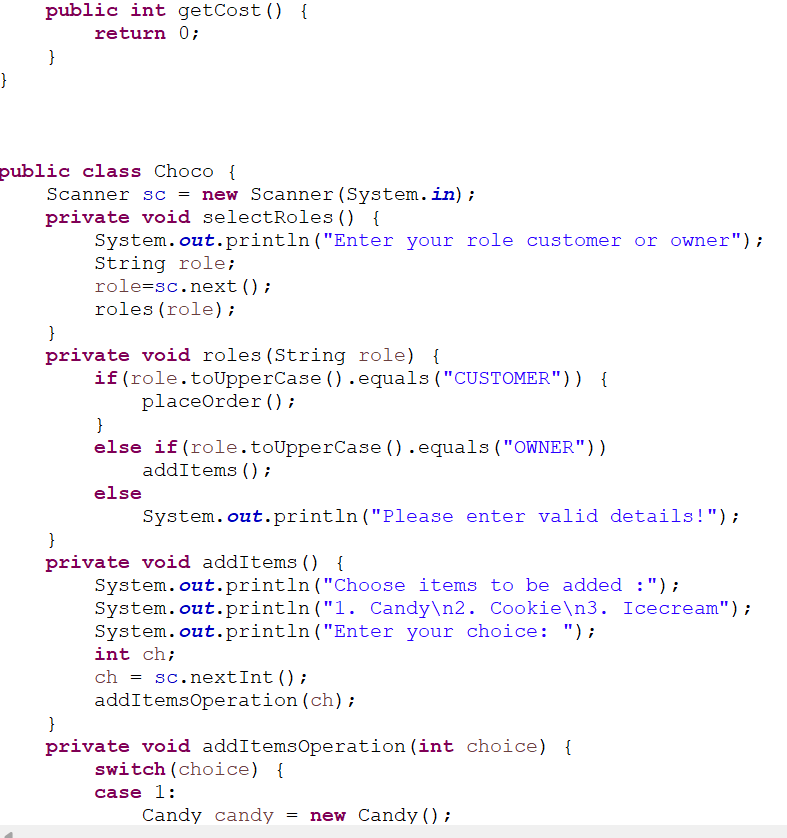 public int getCost() {
        return 0;
    }
}
public class Choco {
    Scanner sc = new Scanner(System.in);
    private void selectRoles() {
        System.out.println("Enter your role customer or owner");
        String role;
        role=sc.next();
        roles(role);
    }
    private void roles(String role) {
        if(role.toUpperCase().equals("CUSTOMER")) {
            placeOrder();
        }
        else if(role.toUpperCase().equals("OWNER"))
            addItems();
        else
            System.out.println("Please enter valid details!");
    }
    private void addItems() {
        System.out.println("Choose items to be added :");
        System.out.println("1. Candy\n2. Cookie\n3. Icecream");
        System.out.println("Enter your choice: ");
        int ch;
        ch = sc.nextInt();
        addItemsOperation(ch);
    }
    private void addItemsOperation(int choice) {
        switch(choice) {
        case 1:
            Candy candy = new Candy();